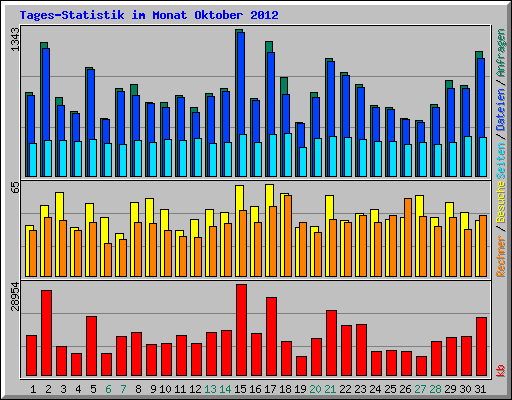 Tages-Statistik im Monat Oktober 2012
1343
65
28954
Rechner / Besuche Seiten / Dateien / Anfragen
kb
1 2 3 4 5 6 7 8 9 10 11 12 13 14 15 16 17 18 19 20 21 22 23 24 25 26 27 28 29 30 31